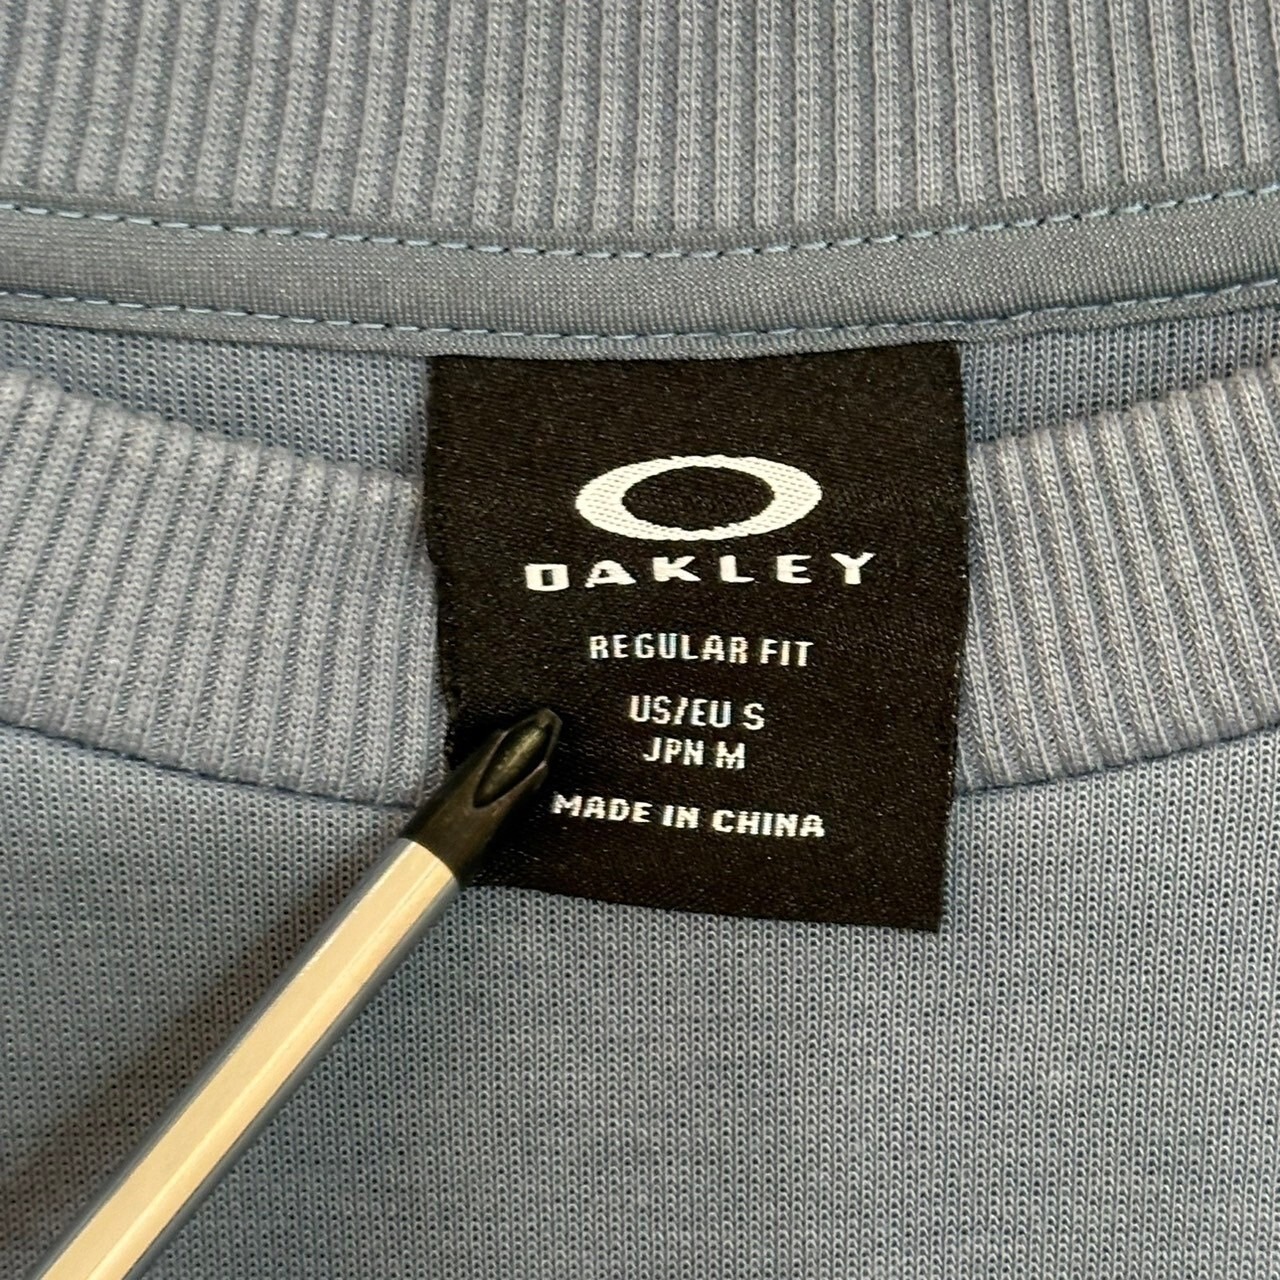 OAKLEY
REGULAR FIT
US/EU S
JPN M
MADE IN CHINA